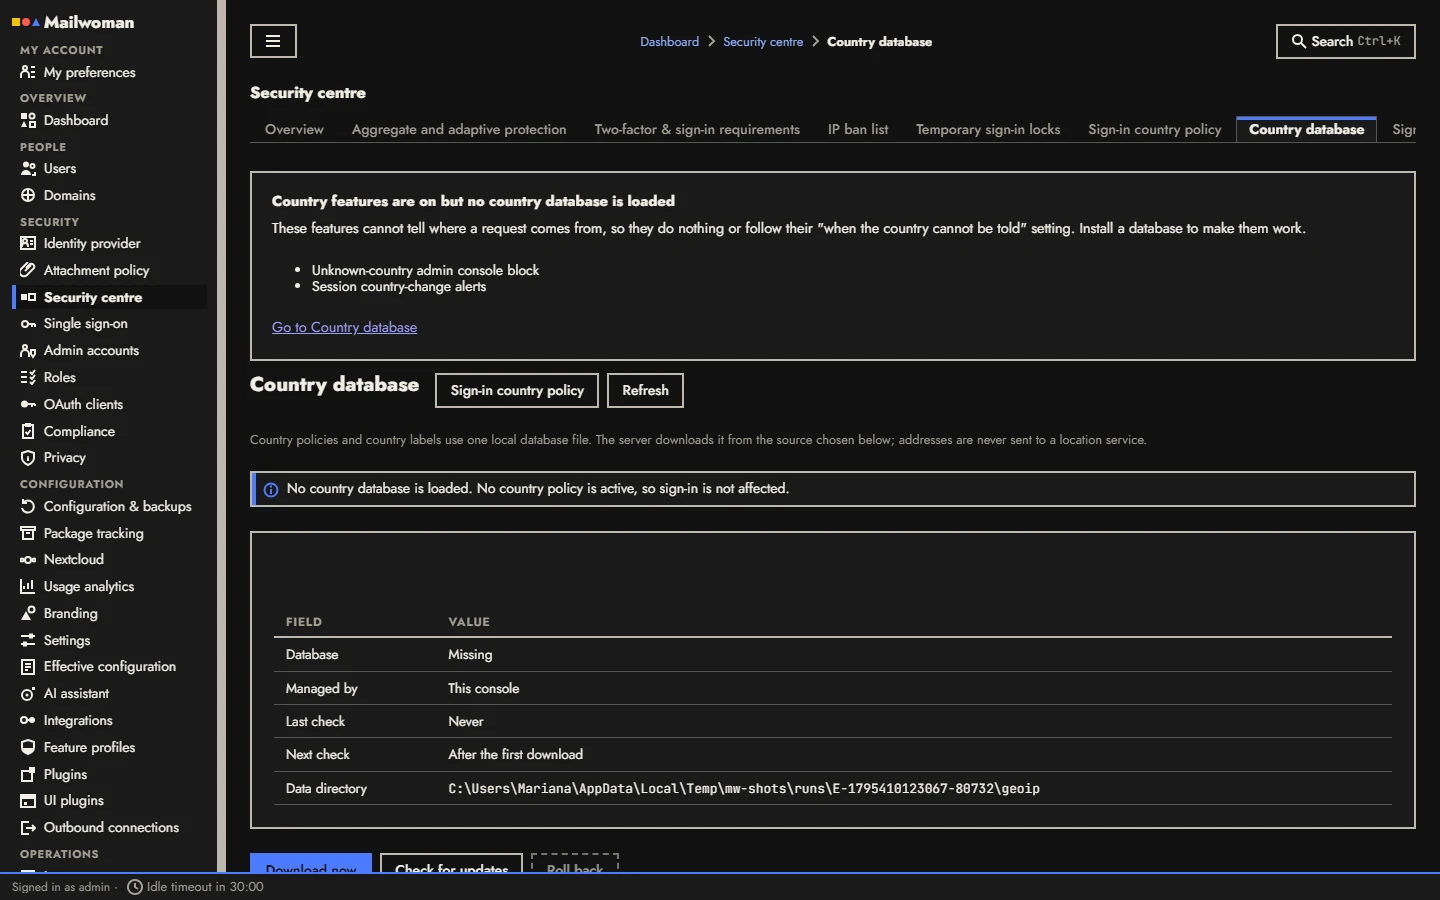 Mailwoman
MY ACCOUNT
My preferences
OVERVIEW
Dashboard
PEOPLE
Users
Domains
SECURITY
Identity provider
Attachment policy
Security centre
Single sign-on
Admin accounts
Roles
OAuth clients
Compliance
Privacy
CONFIGURATION
Configuration & backups
Package tracking
Nextcloud
Usage analytics
Branding
Settings
Effective configuration
AI assistant
Integrations
Feature profiles
Plugins
UI plugins
Outbound connections
OPERATIONS
Dashboard > Security centre > Country database
Search Ctrl+K
Security centre
Overview Aggregate and adaptive protection Two-factor & sign-in requirements IP ban list Temporary sign-in locks Sign-in country policy Country database Sigr
Country features are on but no country database is loaded
These features cannot tell where a request comes from, so they do nothing or follow their "when the country cannot be told" setting. Install a database to make them work.
• Unknown-country admin console block
• Session country-change alerts
Go to Country database
Country database Sign-in country policy Refresh
Country policies and country labels use one local database file. The server downloads it from the source chosen below; addresses are never sent to a location service.
No country database is loaded. No country policy is active, so sign-in is not affected.
FIELD VALUE
Database Missing
Managed by This console
Last check Never
Next check After the first download
Data directory C:\Users\Mariana\AppData\Local\Temp\mw-shots\runs\E-1795410123067-80732\geoip
Download now Check for updates Roll back
Signed in as admin · Idle timeout in 30:00